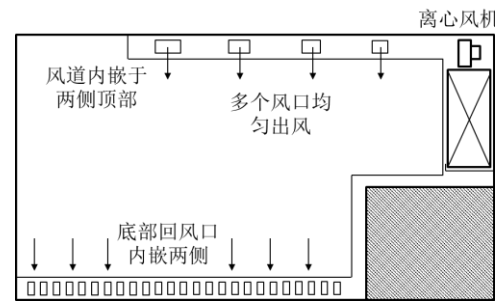 离心风机
风道内嵌于
两侧顶部
多个风口均
匀出风
底部回风口
内嵌两侧